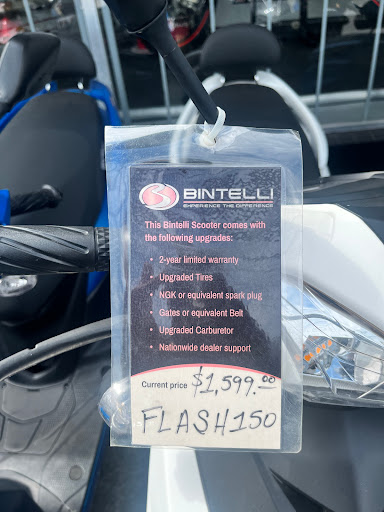 BINTELLI
EXPERIENCE THE DIFFERENCE
This Bintelli Scooter comes with
the following upgrades:
• 2-year limited warranty
• Upgraded Tires
• NGK or equivalent spark plug
• Gates or equivalent Belt
• Upgraded Carburetor
• Nationwide dealer support
Current price $1,599.00
FLASH150